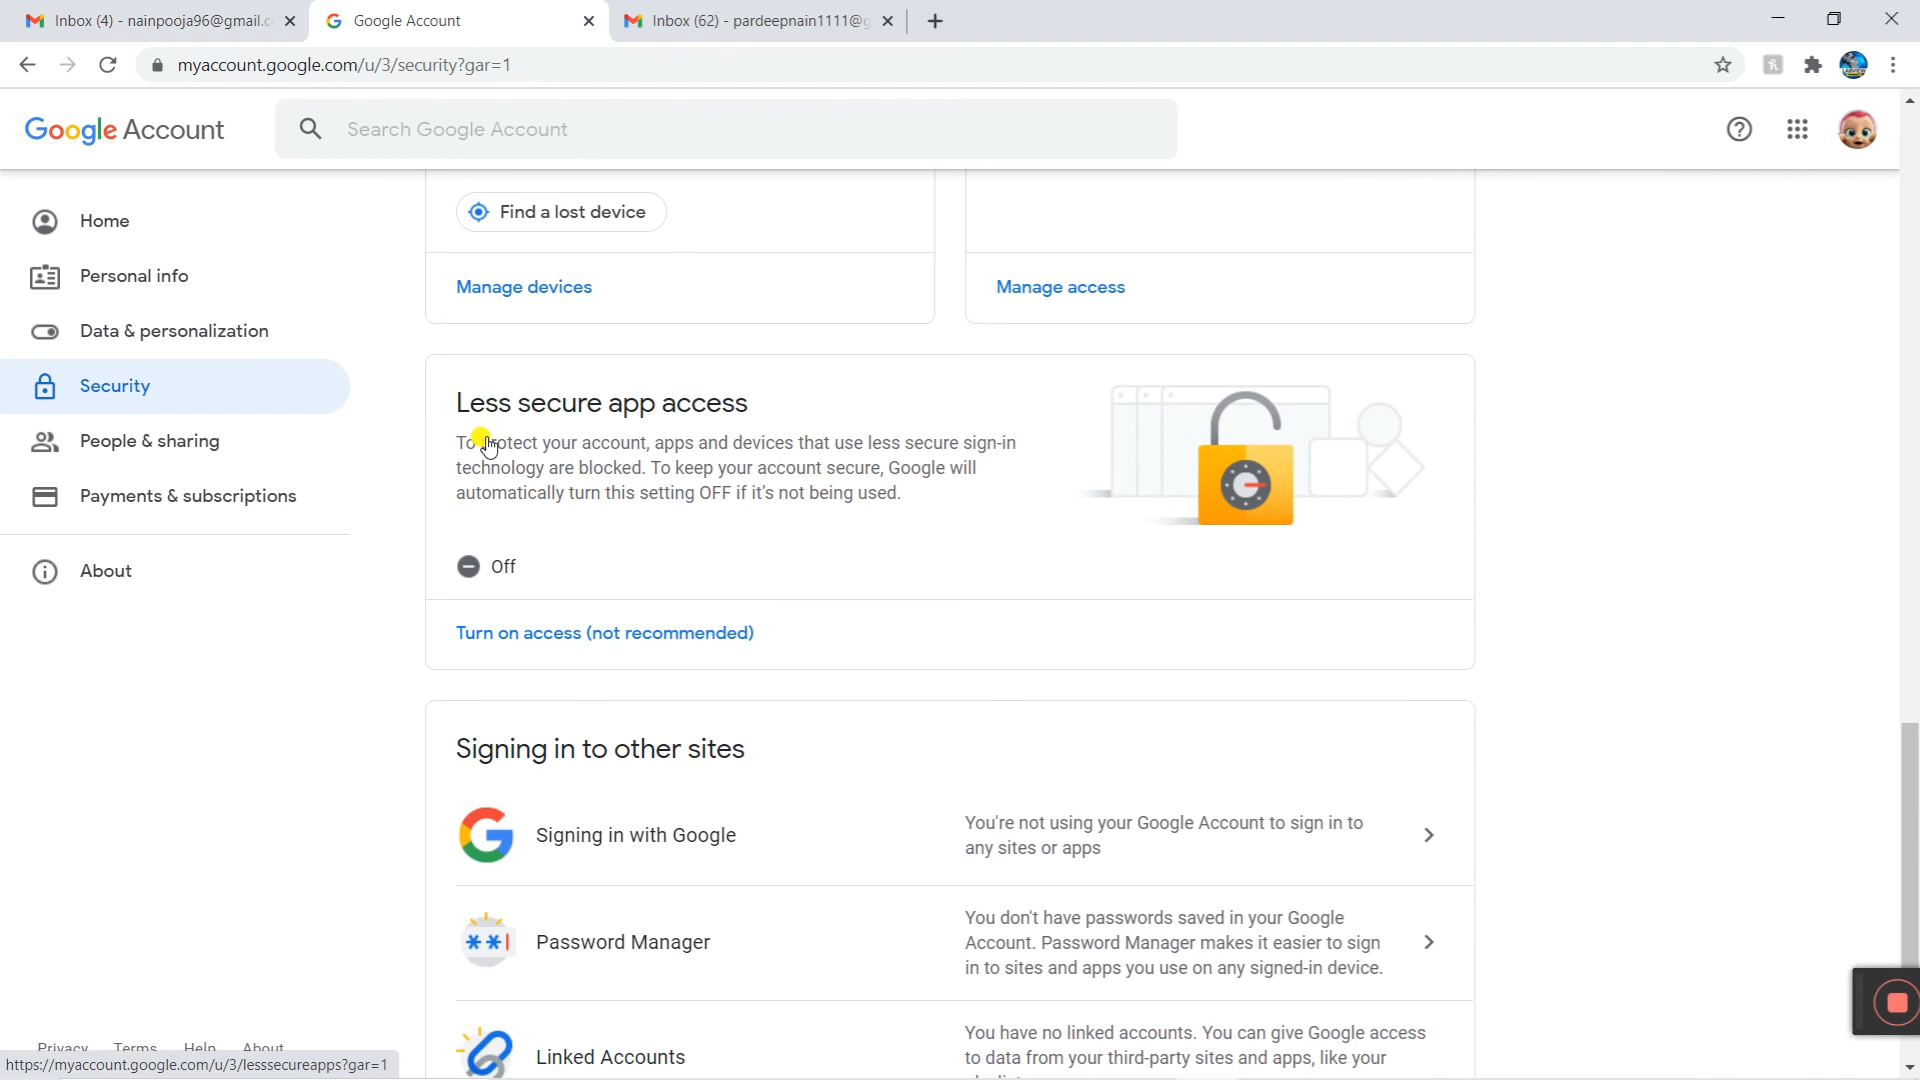 Inbox (4) - nainpooja96@gmail.c
Google Account
Inbox (62) - pardeepnain1111@g
myaccount.google.com/u/3/security?gar=1
Google Account
Search Google Account
Home
Personal info
Data & personalization
Security
People & sharing
Payments & subscriptions
About
Find a lost device
Manage devices
Manage access
Less secure app access
To protect your account, apps and devices that use less secure sign-in
technology are blocked. To keep your account secure, Google will
automatically turn this setting OFF if it's not being used.
Off
Turn on access (not recommended)
Signing in to other sites
Signing in with Google
You're not using your Google Account to sign in to
any sites or apps
Password Manager
You don't have passwords saved in your Google
Account. Password Manager makes it easier to sign
in to sites and apps you use on any signed-in device.
Linked Accounts
You have no linked accounts. You can give Google access
to data from your third-party sites and apps, like your
Privacy Terms Help About
https://myaccount.google.com/u/3/lesssecureapps?gar=1